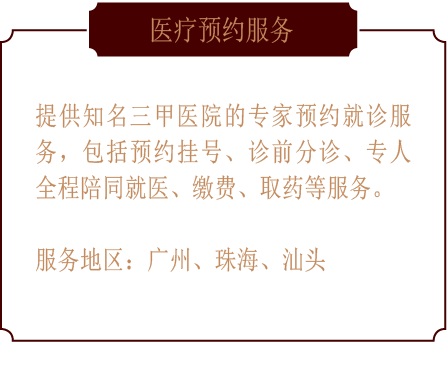 医疗预约服务
提供知名三甲医院的专家预约就诊服
务，包括预约挂号、诊前分诊、专人
全程陪同就医、缴费、取药等服务。
服务地区：广州、珠海、汕头